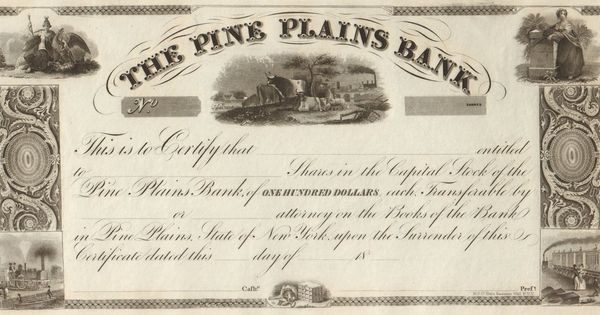 THE PINE PLAINS BANK
No
SHARES
This is to Certify that entitled
to Shares in the Capital Stock of the
Pine Plains Bank, of ONE HUNDRED DOLLARS, each. Transferable by
or attorney on the Books of the Bank
in Pine Plains, State of New York, upon the Surrender of this
Certificate dated this day of 18
Cashr. Prest.